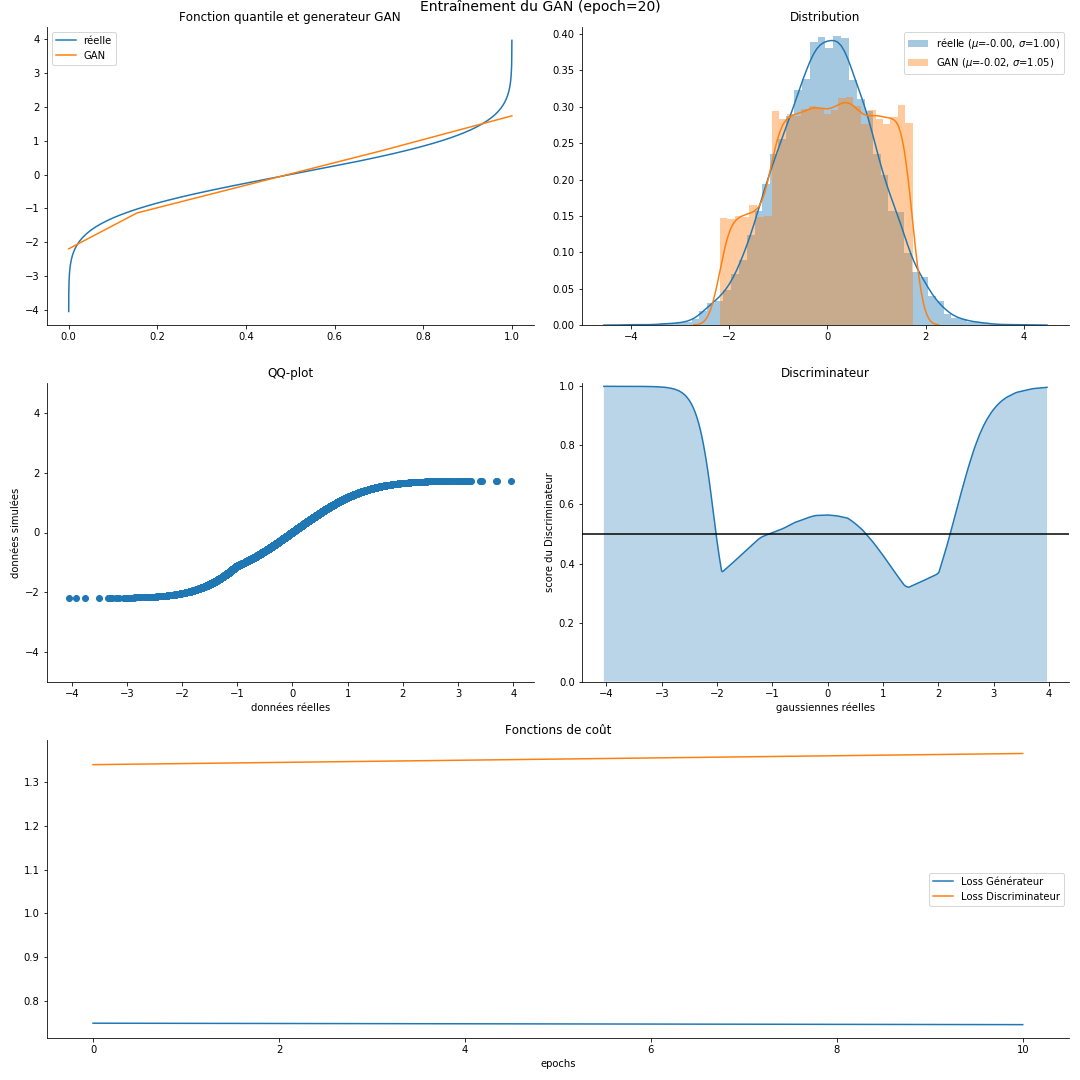 Entraînement du GAN (epoch=20)
Fonction quantile et generateur GAN
réelle
GAN
4
3
2
1
0
−1
−2
−3
−4
0.0 0.2 0.4 0.6 0.8 1.0
Distribution
réelle (μ=-0.00, σ=1.00)
GAN (μ=-0.02, σ=1.05)
0.40
0.35
0.30
0.25
0.20
0.15
0.10
0.05
0.00
−4 −2 0 2 4
QQ-plot
données simulées
4
2
0
−2
−4
−4 −3 −2 −1 0 1 2 3 4
données réelles
Discriminateur
score du Discriminateur
1.0
0.8
0.6
0.4
0.2
0.0
−4 −3 −2 −1 0 1 2 3 4
gaussiennes réelles
Fonctions de coût
1.3
1.2
1.1
1.0
0.9
0.8
Loss Générateur
Loss Discriminateur
0 2 4 6 8 10
epochs